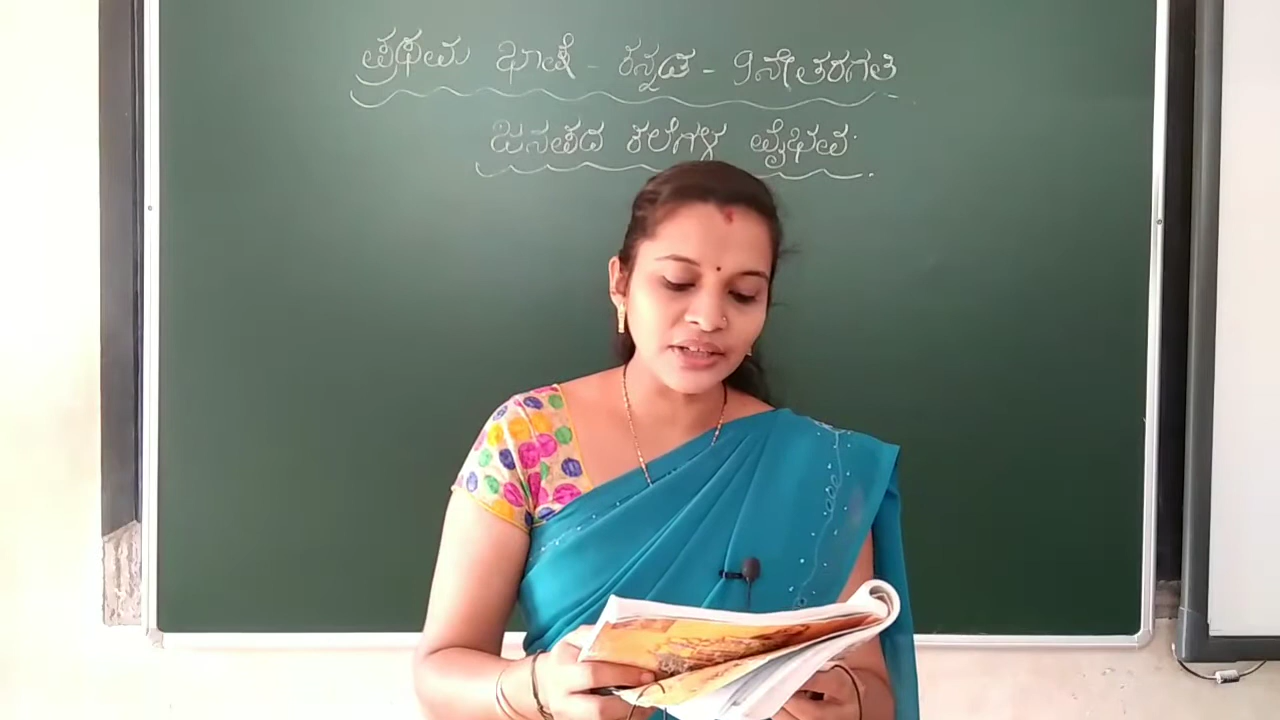 ಪ್ರಥಮ ಭಾಷೆ - ಕನ್ನಡ - 9ನೇ ತರಗತಿ
ಜನಪದ ಕಲೆಗಳ ವೈಭವ.